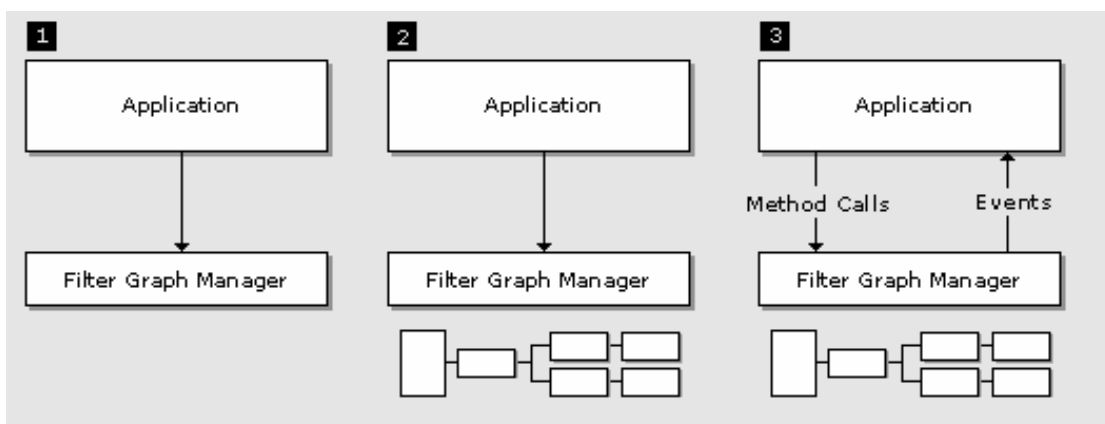 1
Application
Filter Graph Manager
2
Application
Filter Graph Manager
3
Application
Method Calls
Events
Filter Graph Manager